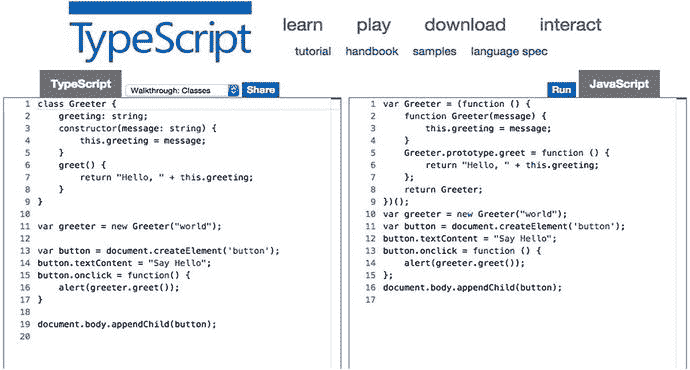 TypeScript
learn play download interact
tutorial handbook samples language spec
TypeScript Walkthrough: Classes Share
1 class Greeter {
2 greeting: string;
3 constructor(message: string) {
4 this.greeting = message;
5 }
6 greet() {
7 return "Hello, " + this.greeting;
8 }
9 }
10
11 var greeter = new Greeter("world");
12
13 var button = document.createElement('button');
14 button.textContent = "Say Hello";
15 button.onclick = function() {
16 alert(greeter.greet());
17 }
18
19 document.body.appendChild(button);
20
Run JavaScript
1 var Greeter = (function () {
2 function Greeter(message) {
3 this.greeting = message;
4 }
5 Greeter.prototype.greet = function () {
6 return "Hello, " + this.greeting;
7 };
8 return Greeter;
9 })();
10 var greeter = new Greeter("world");
11 var button = document.createElement('button');
12 button.textContent = "Say Hello";
13 button.onclick = function () {
14 alert(greeter.greet());
15 };
16 document.body.appendChild(button);
17